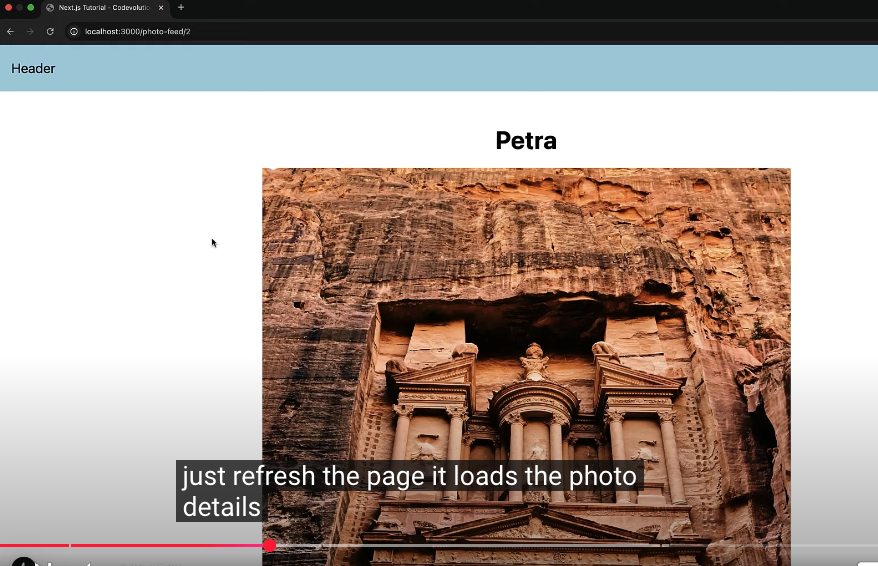 Next.js Tutorial - Codevolutio
localhost:3000/photo-feed/2
Header
Petra
just refresh the page it loads the photo
details